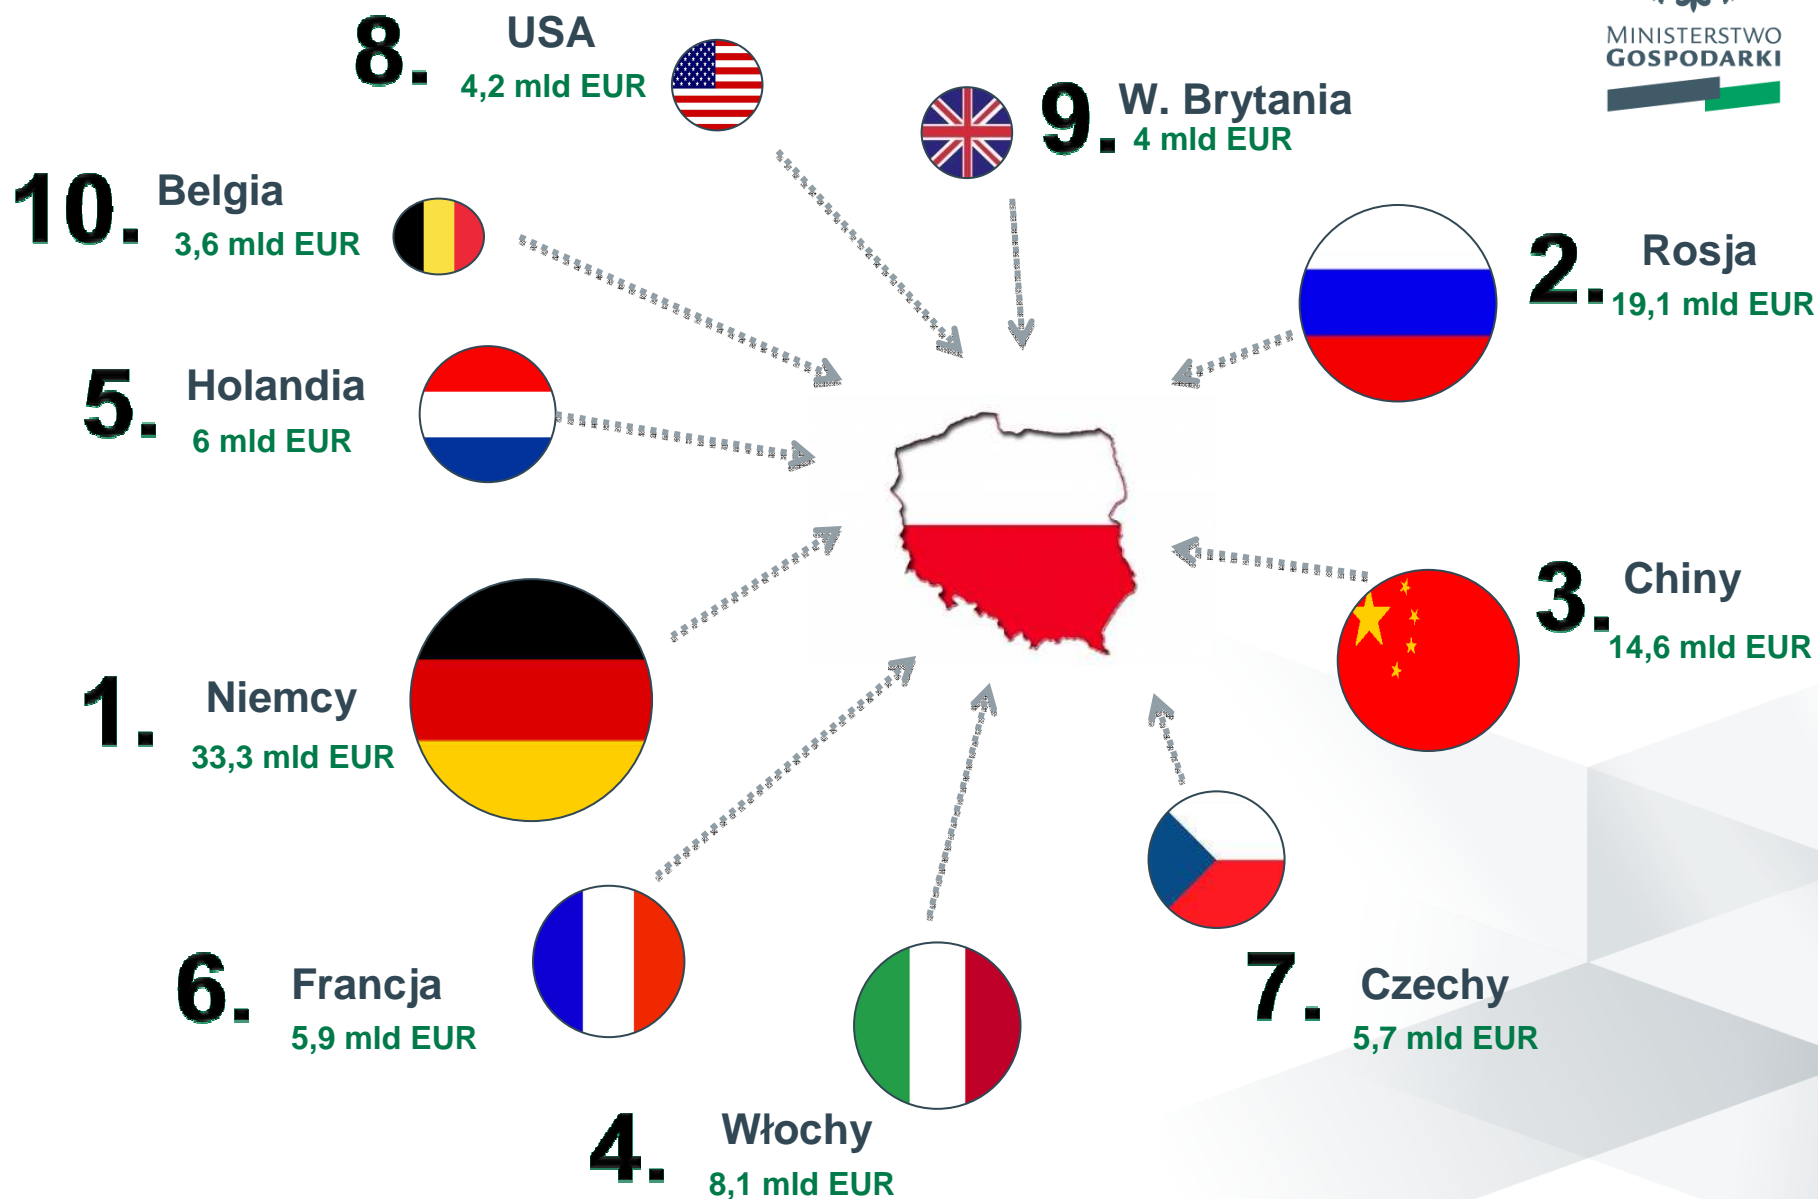 MINISTERSTWO
GOSPODARKI
8. USA
4,2 mld EUR
9. W. Brytania
4 mld EUR
10. Belgia
3,6 mld EUR
2. Rosja
19,1 mld EUR
5. Holandia
6 mld EUR
3. Chiny
14,6 mld EUR
1. Niemcy
33,3 mld EUR
6. Francja
5,9 mld EUR
7. Czechy
5,7 mld EUR
4. Włochy
8,1 mld EUR